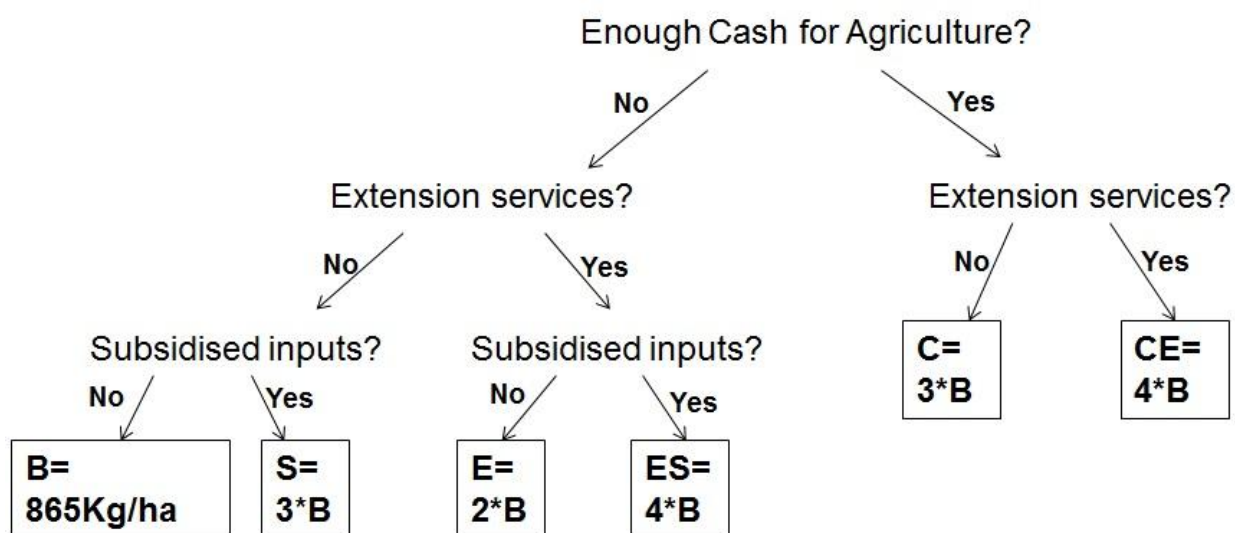 Enough Cash for Agriculture?
No
Yes
Extension services?
Extension services?
No
Yes
No
Yes
Subsidised inputs?
Subsidised inputs?
C=
3*B
CE=
4*B
No
Yes
No
Yes
B=
865Kg/ha
S=
3*B
E=
2*B
ES=
4*B